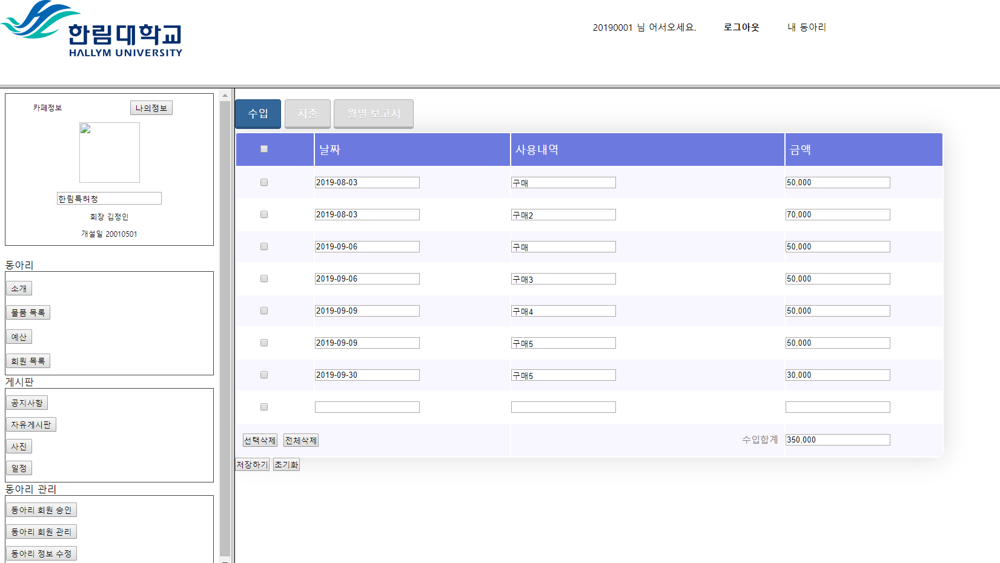 한림대학교
HALLYM UNIVERSITY
20190001 님 어서오세요. 로그아웃 내 동아리
카페정보 나의정보
한림특허청
회장 김정인
개설일 20010501
동아리
소개
물품 목록
예산
회원 목록
게시판
공지사항
자유게시판
사진
일정
동아리 관리
동아리 회원 승인
동아리 회원 관리
동아리 정보 수정
수입 지출 월별 보고서
날짜 사용내역 금액
2019-08-03 구매 50,000
2019-08-03 구매2 70,000
2019-09-06 구매 50,000
2019-09-06 구매3 50,000
2019-09-09 구매4 50,000
2019-09-09 구매5 50,000
2019-09-30 구매5 30,000
선택삭제 전체삭제 수입합계 350,000
저장하기 초기화